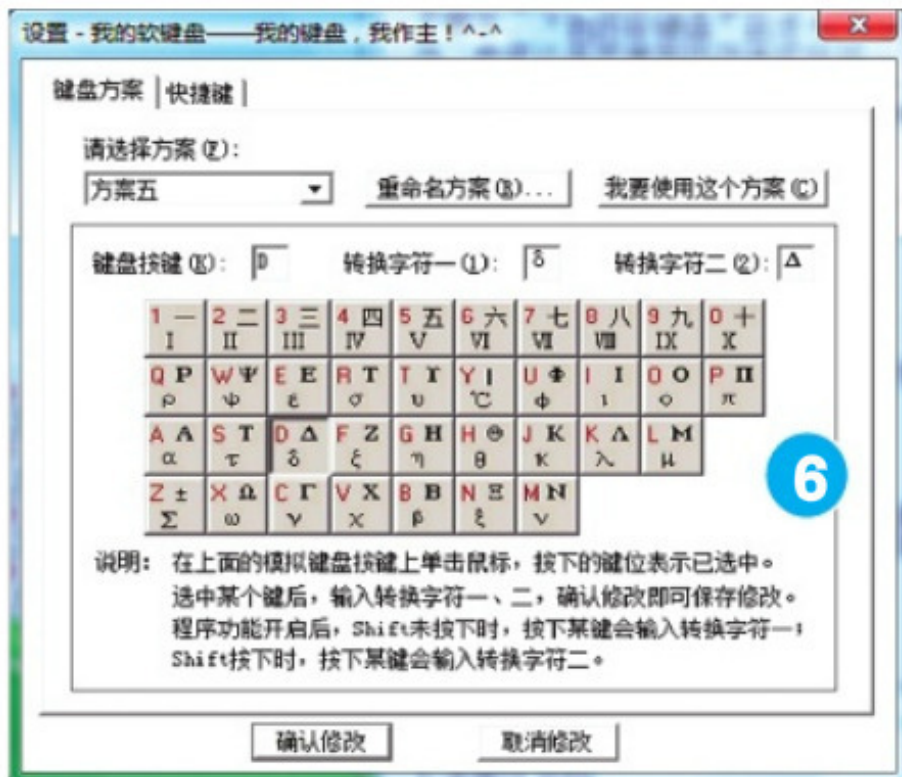 设置 - 我的软键盘——我的键盘，我作主！^-^
键盘方案 快捷键
请选择方案(F)：
方案五 重命名方案(R)... 我要使用这个方案(C)
键盘按键(K)： D 转换字符一(1)： δ 转换字符二(2)： Δ
1 一 2 二 3 三 4 四 5 五 6 六 7 七 8 八 9 九 0 十
Ⅰ Ⅱ Ⅲ Ⅳ Ⅴ Ⅵ Ⅶ Ⅷ Ⅸ Ⅹ
Q Ρ W Ψ E Ε R Τ T Υ Y | U Φ I Ι O Ο P Π
ρ ψ ε σ υ ℃ φ ι ο π
A Α S Τ D Δ F Ζ G Η H Θ J Κ K Λ L Μ
α τ δ ξ η θ κ λ μ
Z ± X Ω C Γ V Χ B Β N Ξ M Ν
Σ ω γ χ β ξ ν
6
说明： 在上面的模拟键盘按键上单击鼠标，按下的键位表示已选中。
选中某个键后，输入转换字符一、二，确认修改即可保存修改。
程序功能开启后，Shift未按下时，按下某键会输入转换字符一；
Shift按下时，按下某键会输入转换字符二。
确认修改 取消修改